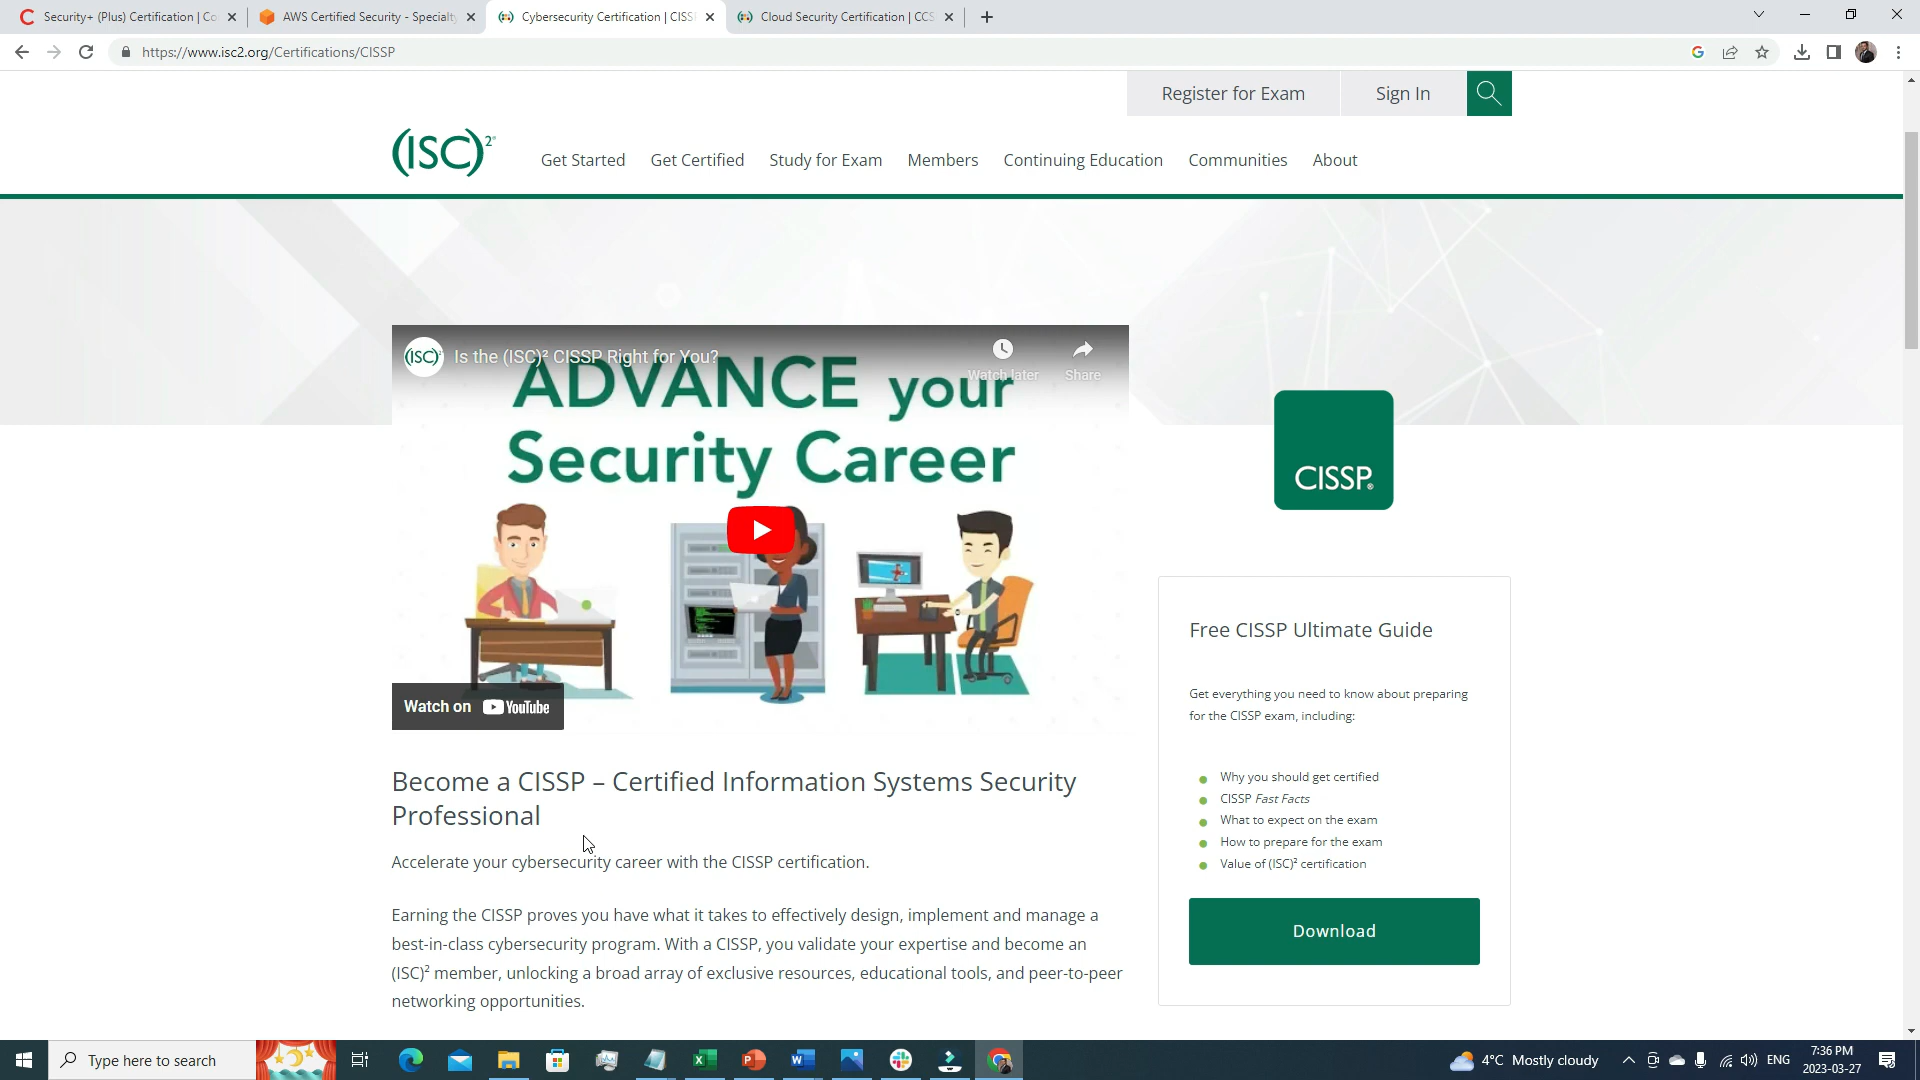 Security+ (Plus) Certification | Co
AWS Certified Security - Specialty
Cybersecurity Certification | CISS
Cloud Security Certification | CCS
https://www.isc2.org/Certifications/CISSP
Register for Exam
Sign In
(ISC)²®
Get Started
Get Certified
Study for Exam
Members
Continuing Education
Communities
About
(ISC)²
Is the (ISC)² CISSP Right for You?
Watch later
Share
ADVANCE your
Security Career
Watch on YouTube
CISSP®
Become a CISSP – Certified Information Systems Security
Professional
Accelerate your cybersecurity career with the CISSP certification.
Earning the CISSP proves you have what it takes to effectively design, implement and manage a
best-in-class cybersecurity program. With a CISSP, you validate your expertise and become an
(ISC)² member, unlocking a broad array of exclusive resources, educational tools, and peer-to-peer
networking opportunities.
Free CISSP Ultimate Guide
Get everything you need to know about preparing
for the CISSP exam, including:
Why you should get certified
CISSP Fast Facts
What to expect on the exam
How to prepare for the exam
Value of (ISC)² certification
Download
Type here to search
4°C Mostly cloudy
ENG
7:36 PM
2023-03-27